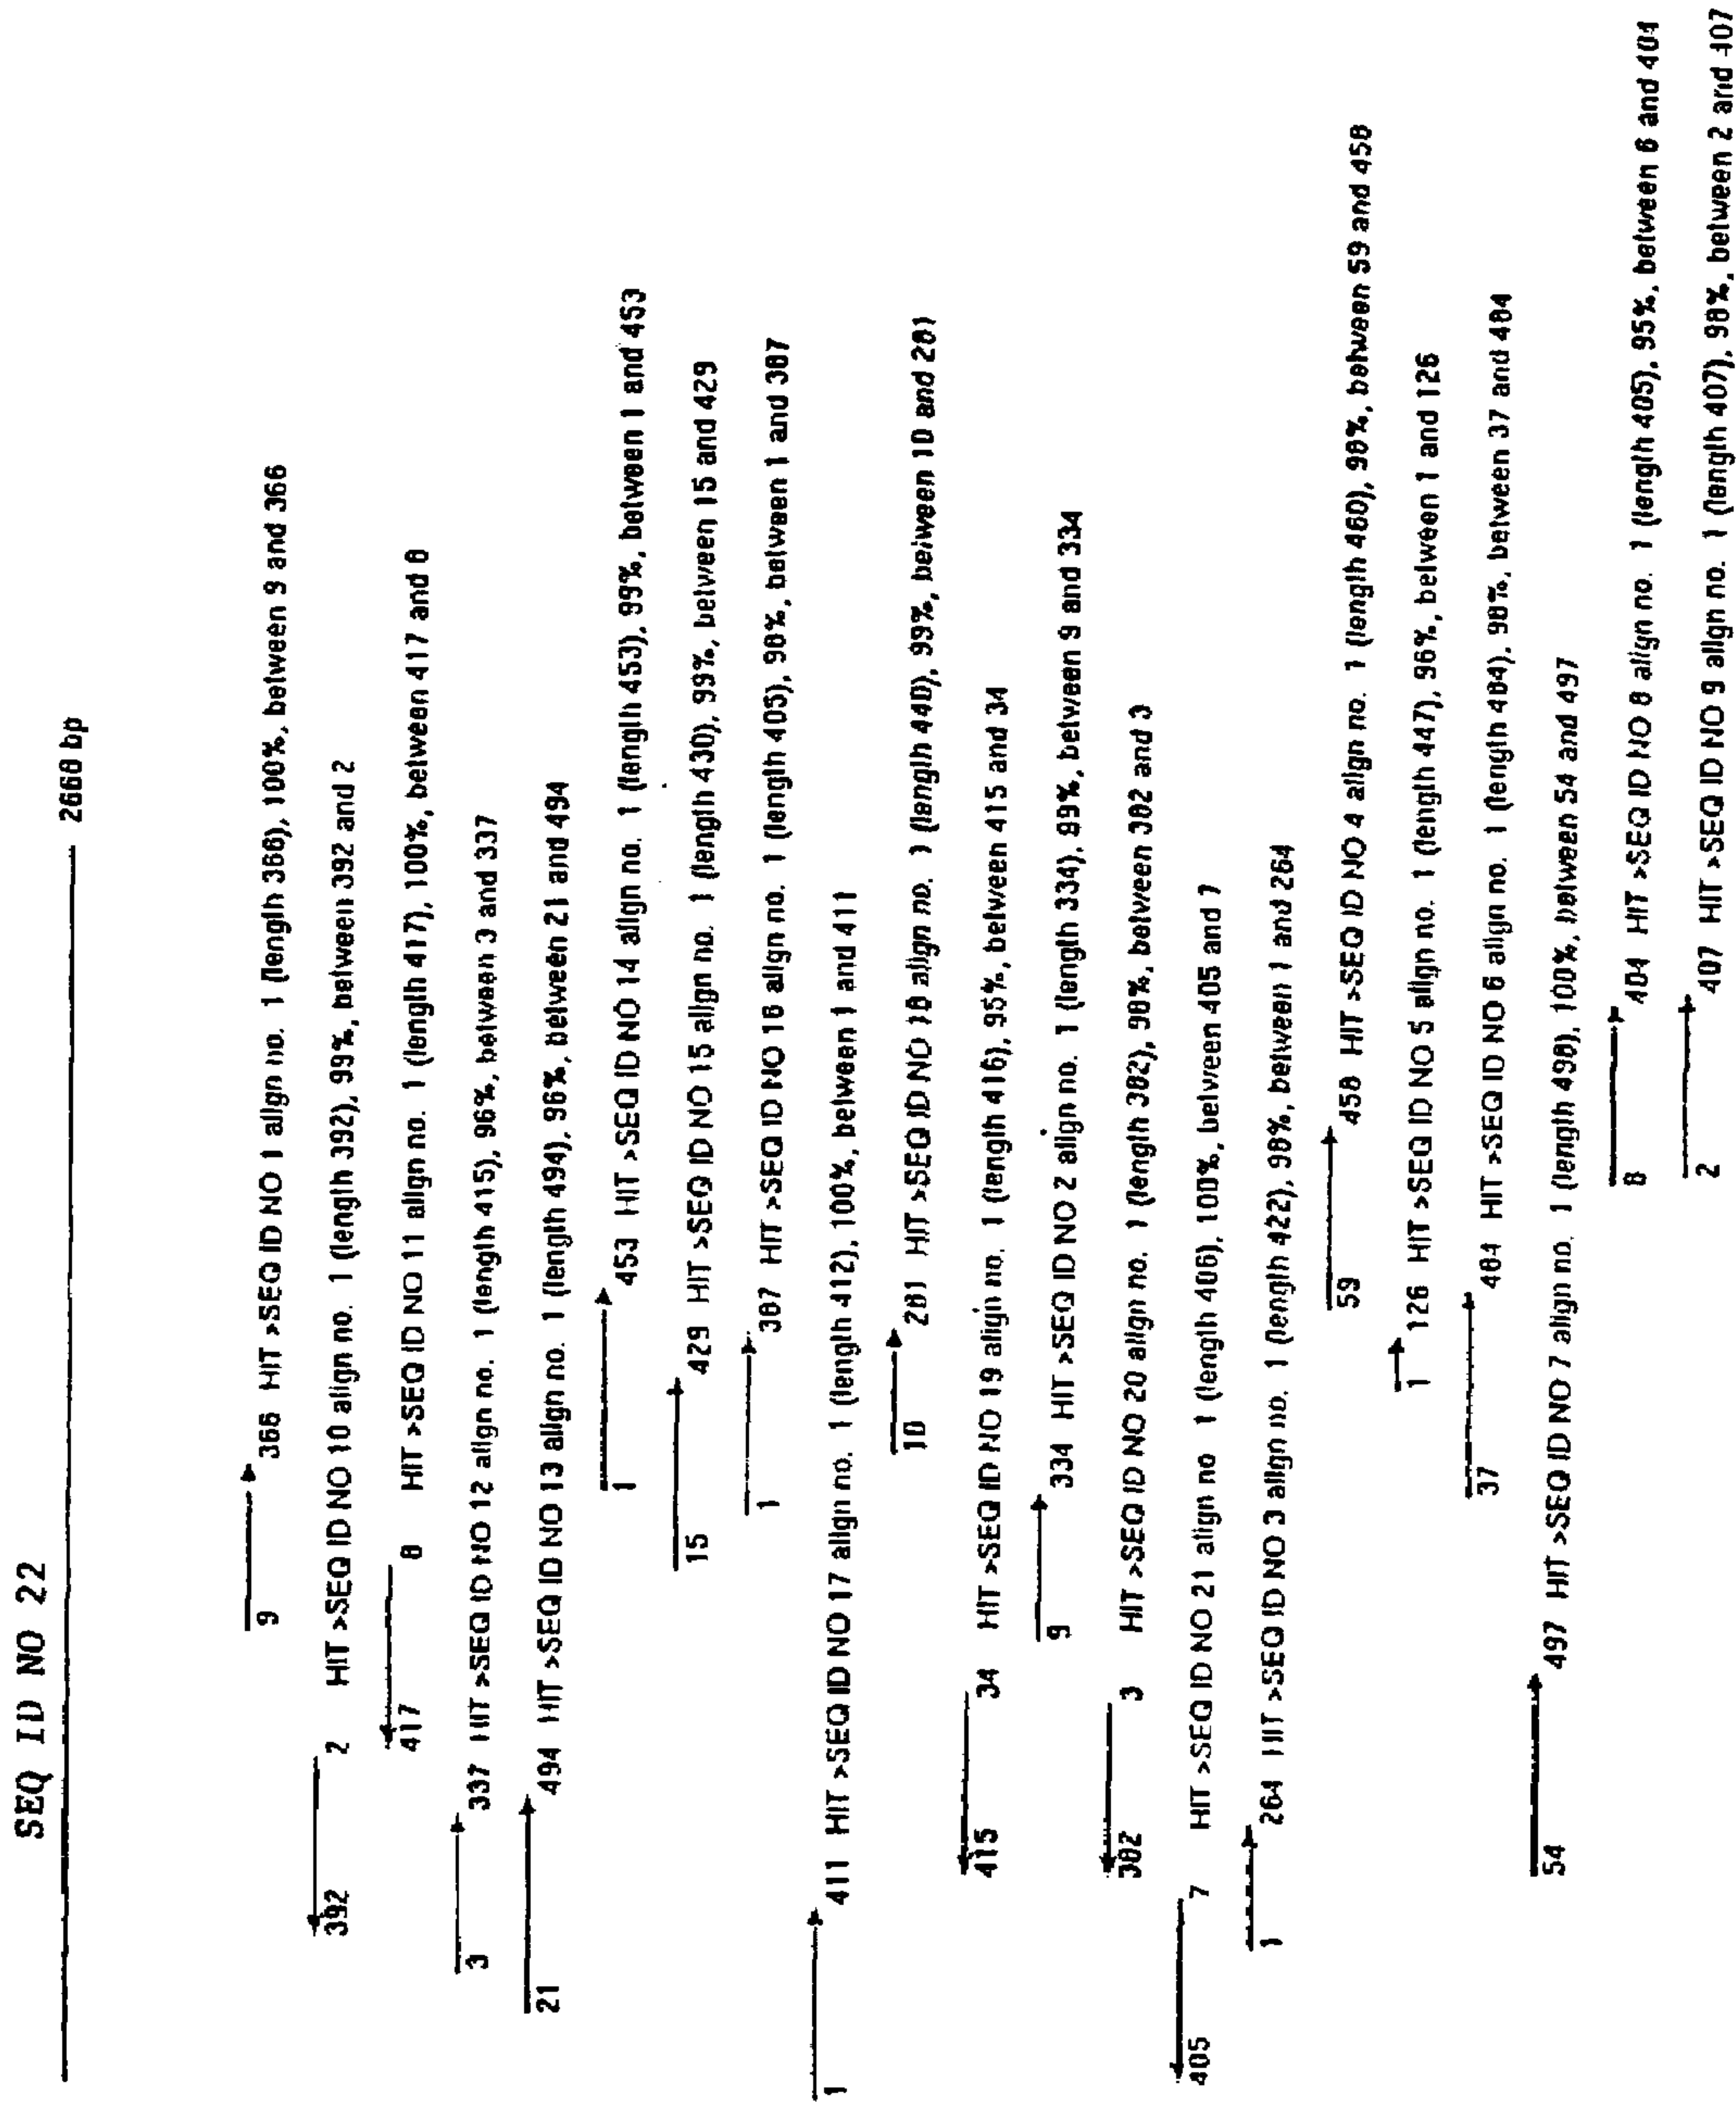 SEQ ID NO 22
2668 bp
9 366 HIT >SEQ ID NO 1 align no. 1 (length 366), 100%, between 9 and 366
392 2 HIT >SEQ ID NO 10 align no. 1 (length 392), 99%, between 392 and 2
417 8 HIT >SEQ ID NO 11 align no. 1 (length 417), 100%, between 417 and 8
3 337 HIT >SEQ ID NO 12 align no. 1 (length 415), 96%, between 3 and 337
21 494 HIT >SEQ ID NO 13 align no. 1 (length 494), 96%, between 21 and 494
1 453 HIT >SEQ ID NO 14 align no. 1 (length 453), 99%, between 1 and 453
15 429 HIT >SEQ ID NO 15 align no. 1 (length 430), 99%, between 15 and 429
1 387 HIT >SEQ ID NO 16 align no. 1 (length 405), 98%, between 1 and 387
1 411 HIT >SEQ ID NO 17 align no. 1 (length 412), 100%, between 1 and 411
10 281 HIT >SEQ ID NO 18 align no. 1 (length 440), 99%, between 10 and 281
415 34 HIT >SEQ ID NO 19 align no. 1 (length 416), 95%, between 415 and 34
9 334 HIT >SEQ ID NO 2 align no. 1 (length 334), 99%, between 9 and 334
382 3 HIT >SEQ ID NO 20 align no. 1 (length 382), 98%, between 382 and 3
405 7 HIT >SEQ ID NO 21 align no 1 (length 406), 100%, between 405 and 7
1 264 HIT >SEQ ID NO 3 align no. 1 (length 422), 98%, between 1 and 264
59 458 HIT >SEQ ID NO 4 align no. 1 (length 460), 98%, between 59 and 458
1 126 HIT >SEQ ID NO 5 align no. 1 (length 447), 96%, between 1 and 126
37 484 HIT >SEQ ID NO 6 align no. 1 (length 484), 98%, between 37 and 484
54 497 HIT >SEQ ID NO 7 align no. 1 (length 498), 100%, between 54 and 497
8 404 HIT >SEQ ID NO 8 align no. 1 (length 405), 95%, between 8 and 404
2 407 HIT >SEQ ID NO 9 align no. 1 (length 407), 98%, between 2 and 407